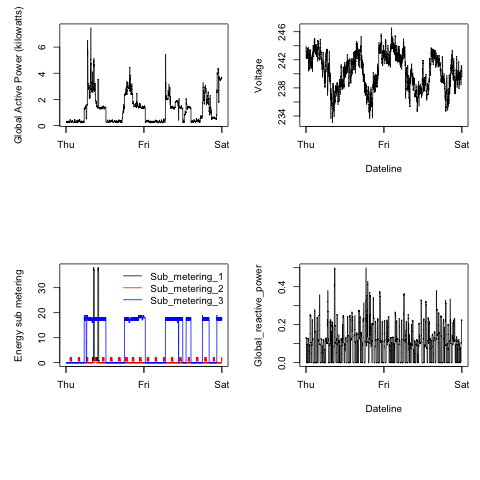 Global Active Power (kilowatts)
0 2 4 6
Thu Fri Sat
Voltage
234 238 242 246
Thu Fri Sat
Dateline
Energy sub metering
0 10 20 30
Sub_metering_1
Sub_metering_2
Sub_metering_3
Thu Fri Sat
Global_reactive_power
0.0 0.2 0.4
Thu Fri Sat
Dateline